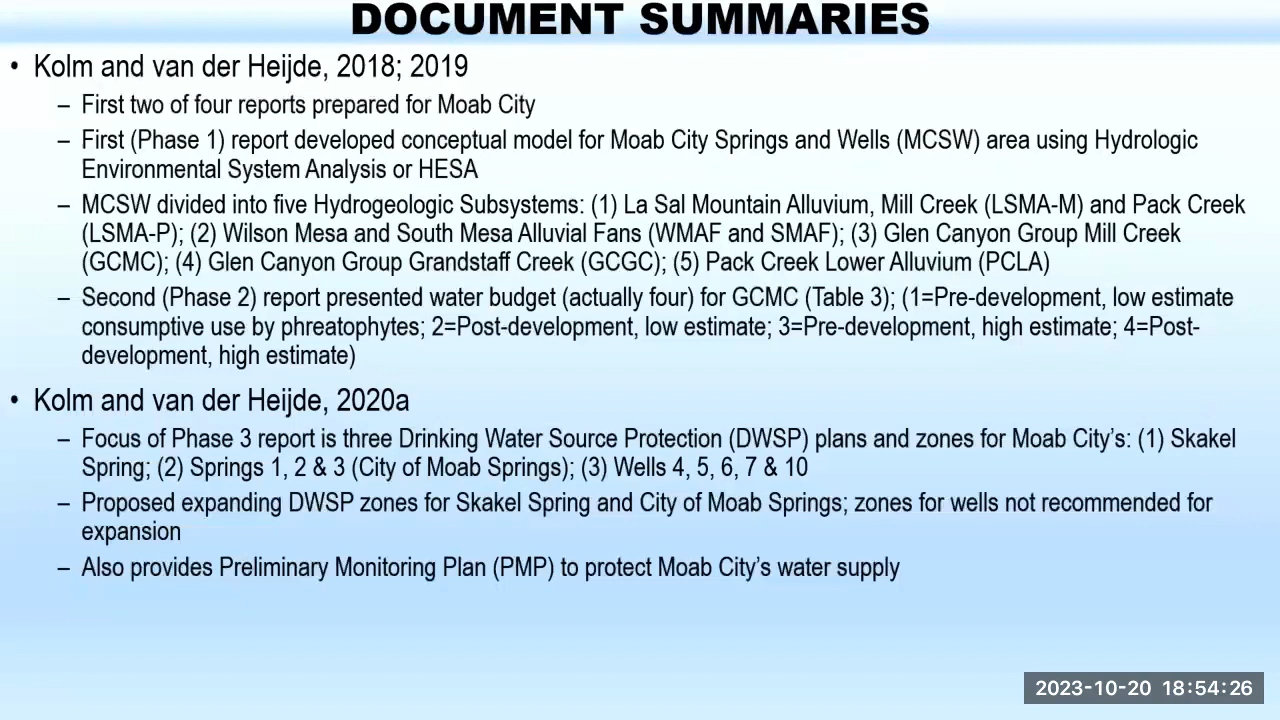 DOCUMENT SUMMARIES
• Kolm and van der Heijde, 2018; 2019
– First two of four reports prepared for Moab City
– First (Phase 1) report developed conceptual model for Moab City Springs and Wells (MCSW) area using Hydrologic
Environmental System Analysis or HESA
– MCSW divided into five Hydrogeologic Subsystems: (1) La Sal Mountain Alluvium, Mill Creek (LSMA-M) and Pack Creek
(LSMA-P); (2) Wilson Mesa and South Mesa Alluvial Fans (WMAF and SMAF); (3) Glen Canyon Group Mill Creek
(GCMC); (4) Glen Canyon Group Grandstaff Creek (GCGC); (5) Pack Creek Lower Alluvium (PCLA)
– Second (Phase 2) report presented water budget (actually four) for GCMC (Table 3); (1=Pre-development, low estimate
consumptive use by phreatophytes; 2=Post-development, low estimate; 3=Pre-development, high estimate; 4=Post-
development, high estimate)
• Kolm and van der Heijde, 2020a
– Focus of Phase 3 report is three Drinking Water Source Protection (DWSP) plans and zones for Moab City’s: (1) Skakel
Spring; (2) Springs 1, 2 & 3 (City of Moab Springs); (3) Wells 4, 5, 6, 7 & 10
– Proposed expanding DWSP zones for Skakel Spring and City of Moab Springs; zones for wells not recommended for
expansion
– Also provides Preliminary Monitoring Plan (PMP) to protect Moab City’s water supply
2023-10-20 18:54:26